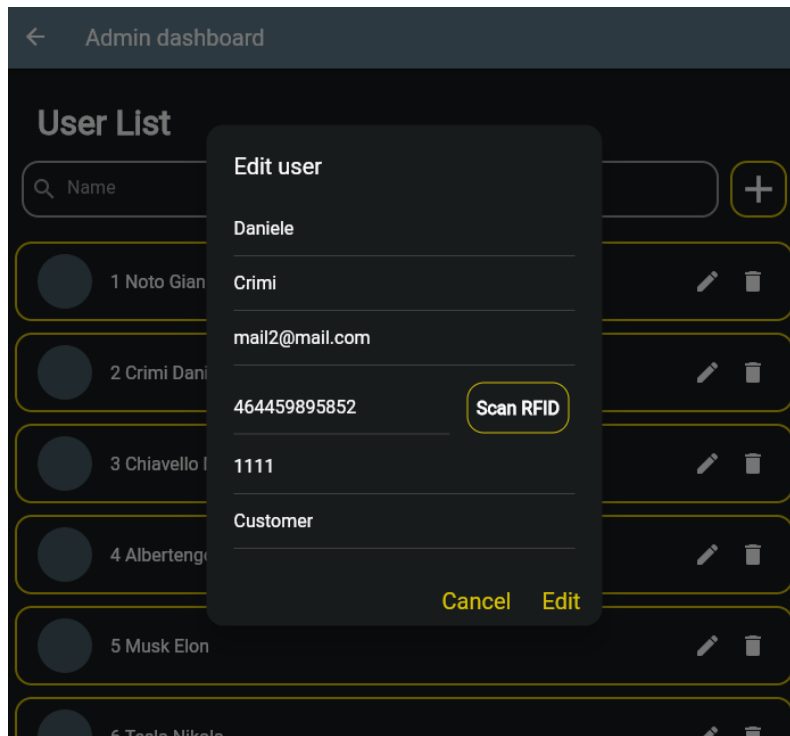 Admin dashboard
User List
Name
Edit user
Daniele
Crimi
mail2@mail.com
464459895852
Scan RFID
1111
Customer
Cancel Edit
1 Noto Gian
2 Crimi Dani
3 Chiavello
4 Alberteng
5 Musk Elon
6 Tesla Nikola